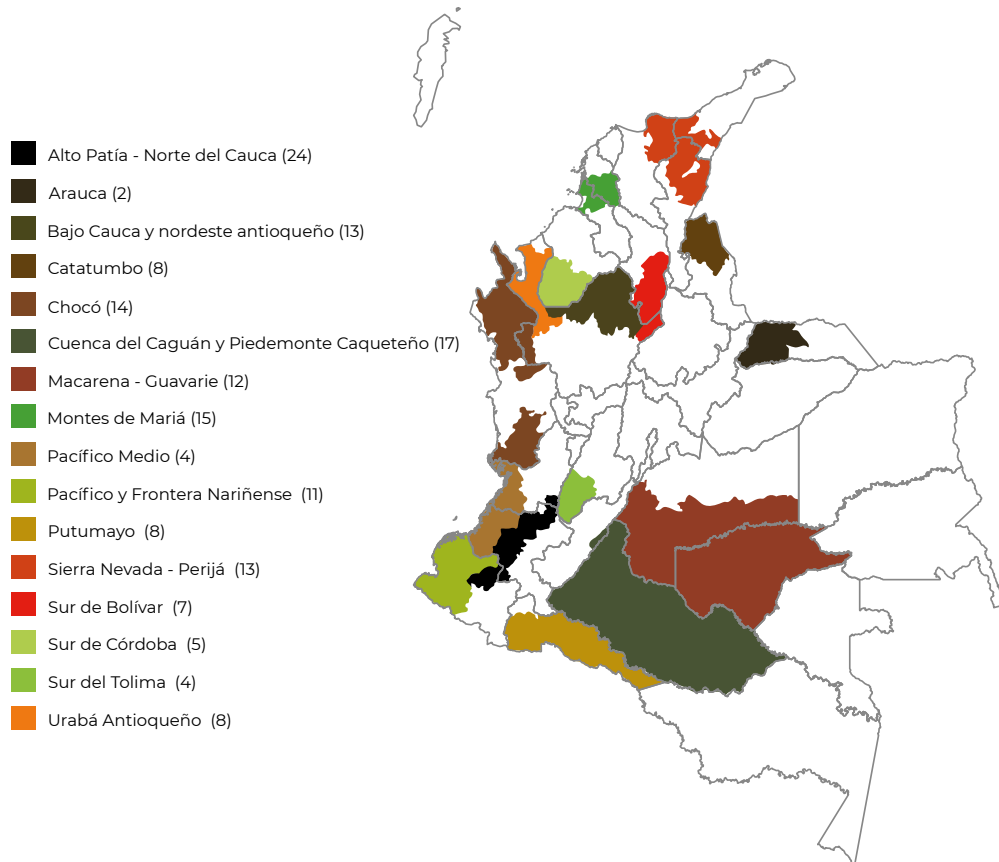 Alto Patía - Norte del Cauca (24)
Arauca (2)
Bajo Cauca y nordeste antioqueño (13)
Catatumbo (8)
Chocó (14)
Cuenca del Caguán y Piedemonte Caqueteño (17)
Macarena - Guavarie (12)
Montes de Mariá (15)
Pacífico Medio (4)
Pacífico y Frontera Nariñense (11)
Putumayo (8)
Sierra Nevada - Perijá (13)
Sur de Bolívar (7)
Sur de Córdoba (5)
Sur del Tolima (4)
Urabá Antioqueño (8)